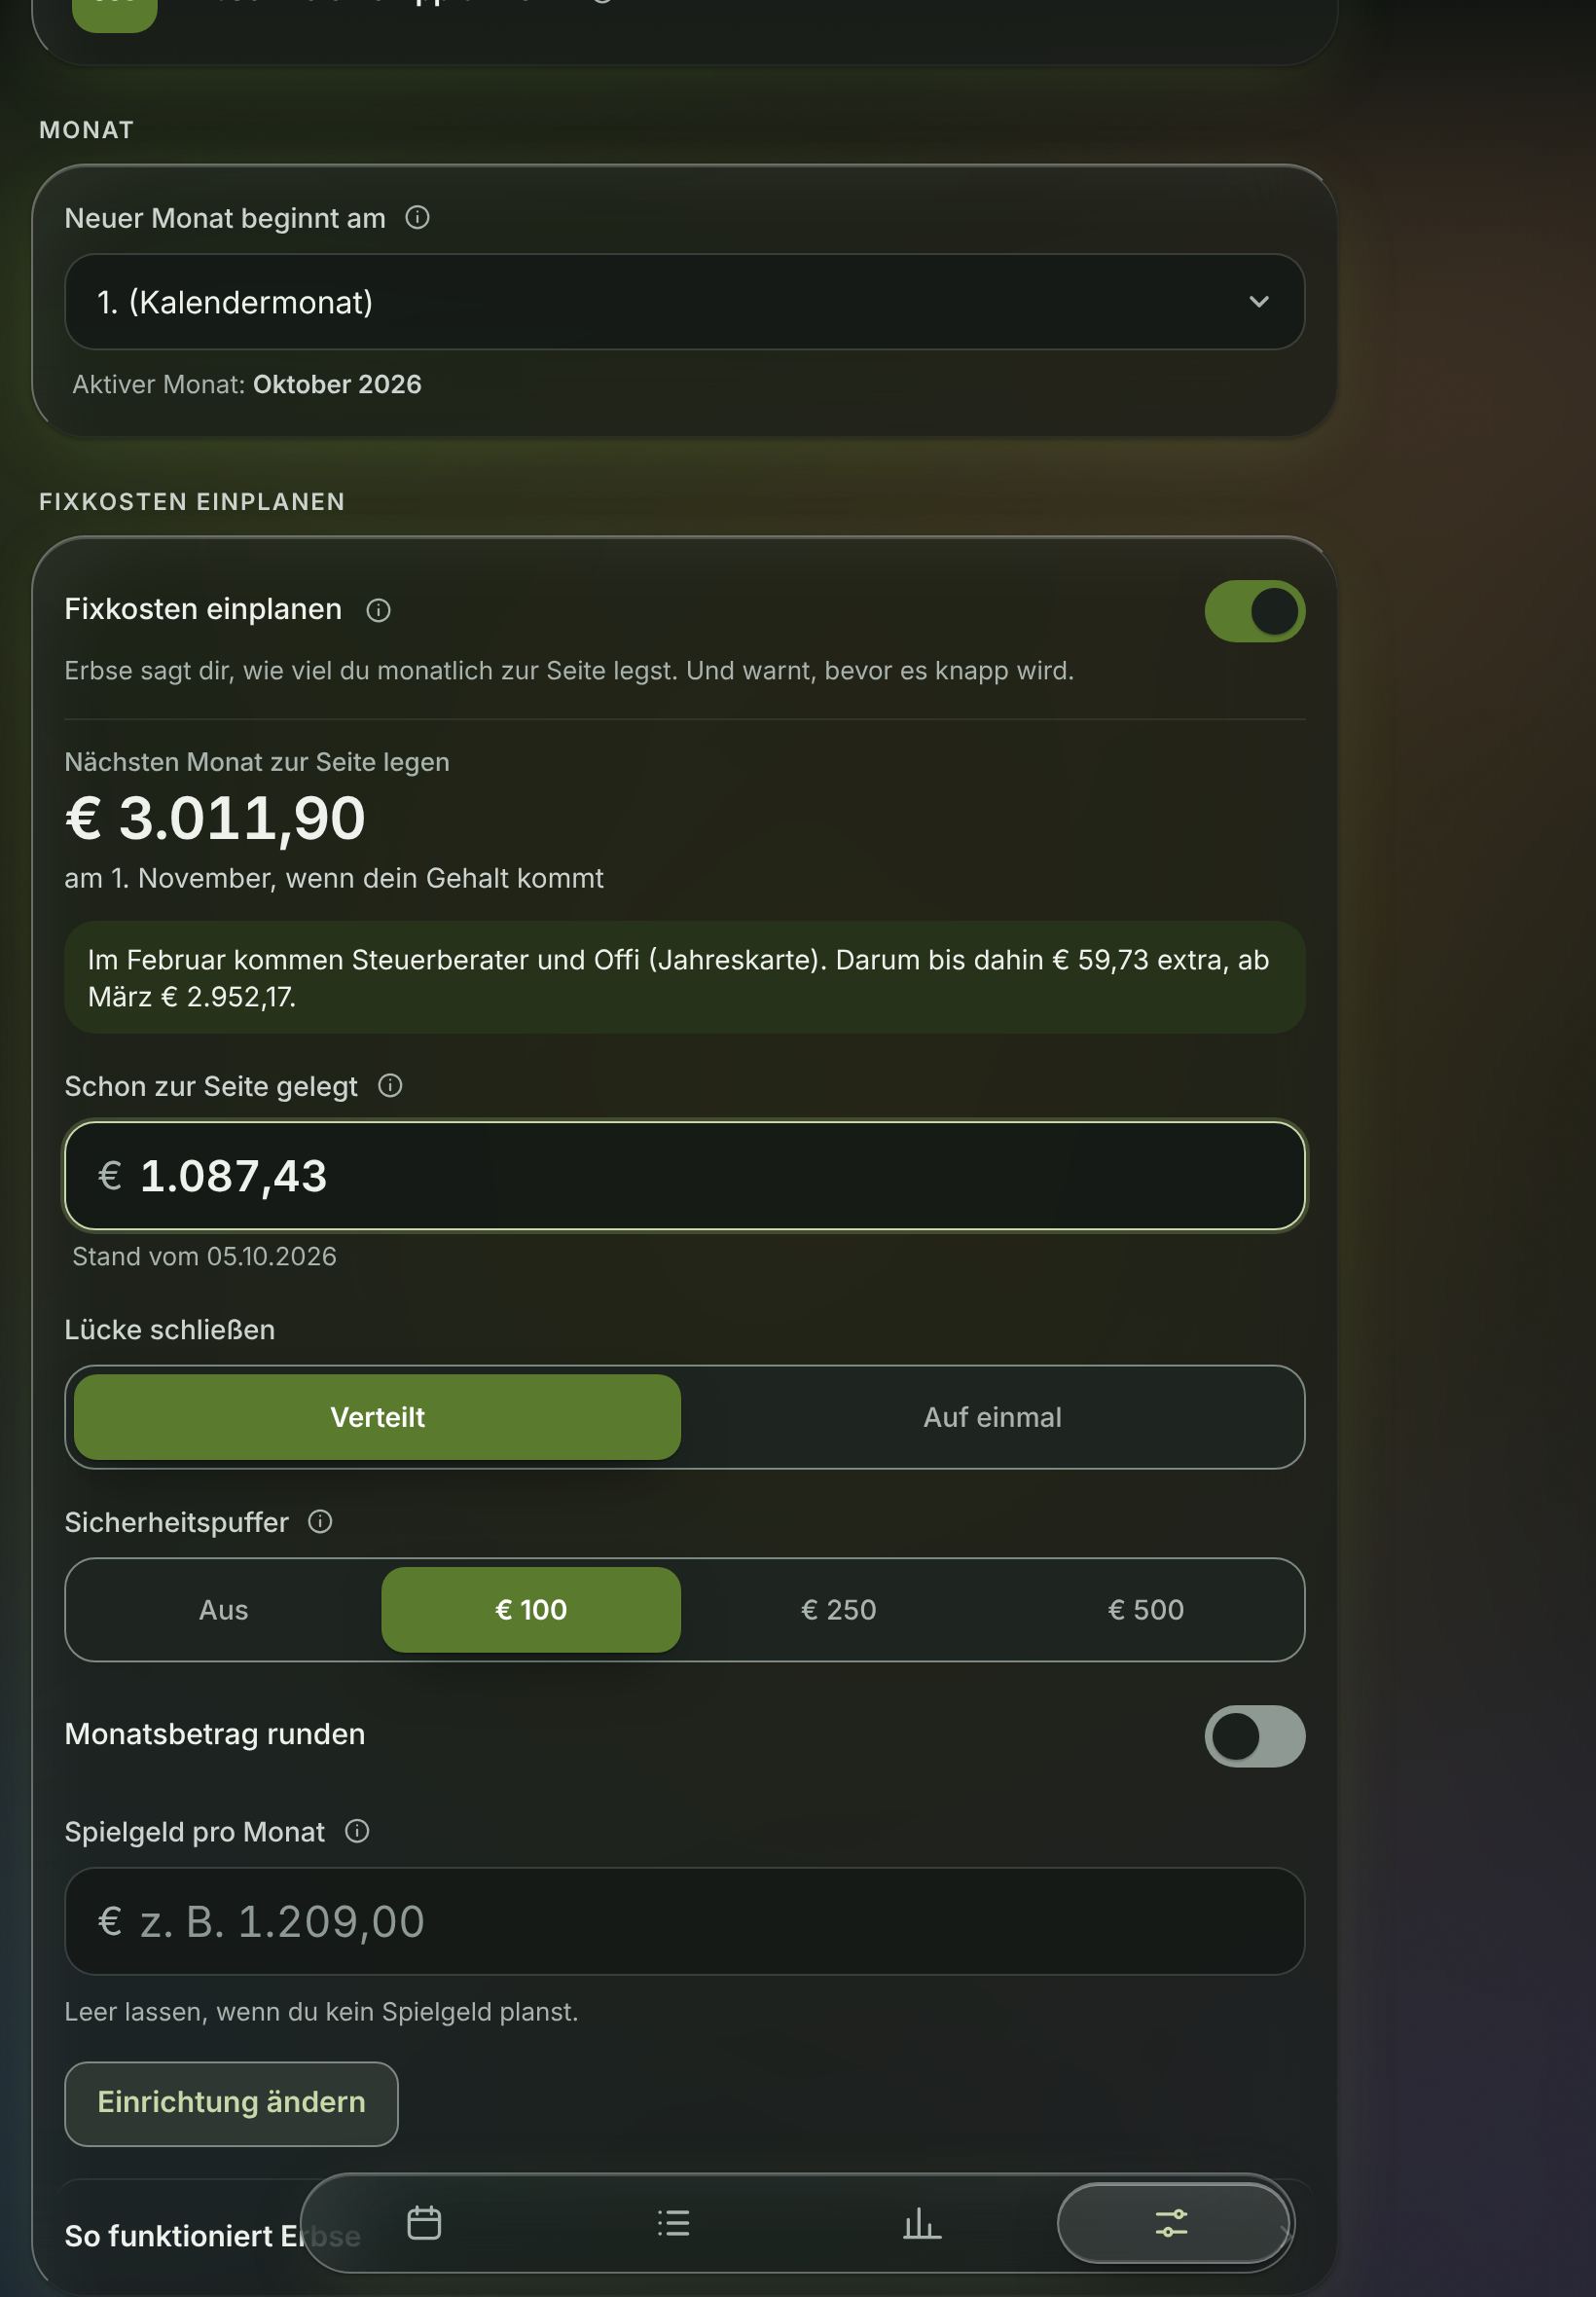 MONAT
Neuer Monat beginnt am
1. (Kalendermonat)
Aktiver Monat: Oktober 2026
FIXKOSTEN EINPLANEN
Fixkosten einplanen
Erbse sagt dir, wie viel du monatlich zur Seite legst. Und warnt, bevor es knapp wird.
Nächsten Monat zur Seite legen
€ 3.011,90
am 1. November, wenn dein Gehalt kommt
Im Februar kommen Steuerberater und Offi (Jahreskarte). Darum bis dahin € 59,73 extra, ab
März € 2.952,17.
Schon zur Seite gelegt
€ 1.087,43
Stand vom 05.10.2026
Lücke schließen
Verteilt
Auf einmal
Sicherheitspuffer
Aus
€ 100
€ 250
€ 500
Monatsbetrag runden
Spielgeld pro Monat
€ z. B. 1.209,00
Leer lassen, wenn du kein Spielgeld planst.
Einrichtung ändern
So funktioniert Erbse